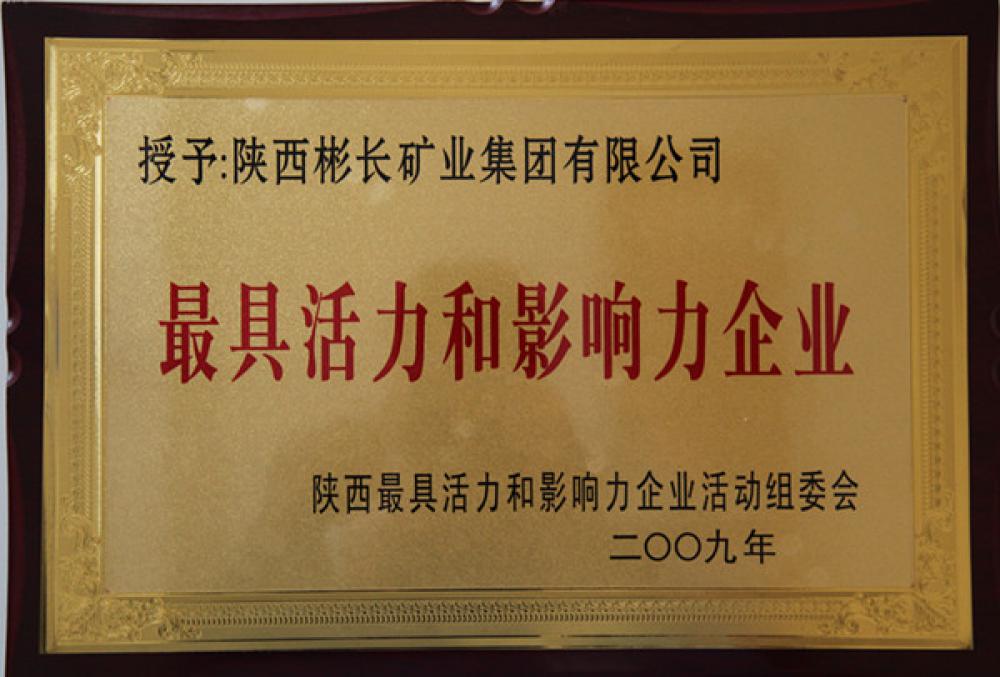 授予:陕西彬长矿业集团有限公司
最具活力和影响力企业
陕西最具活力和影响力企业活动组委会
二〇〇九年